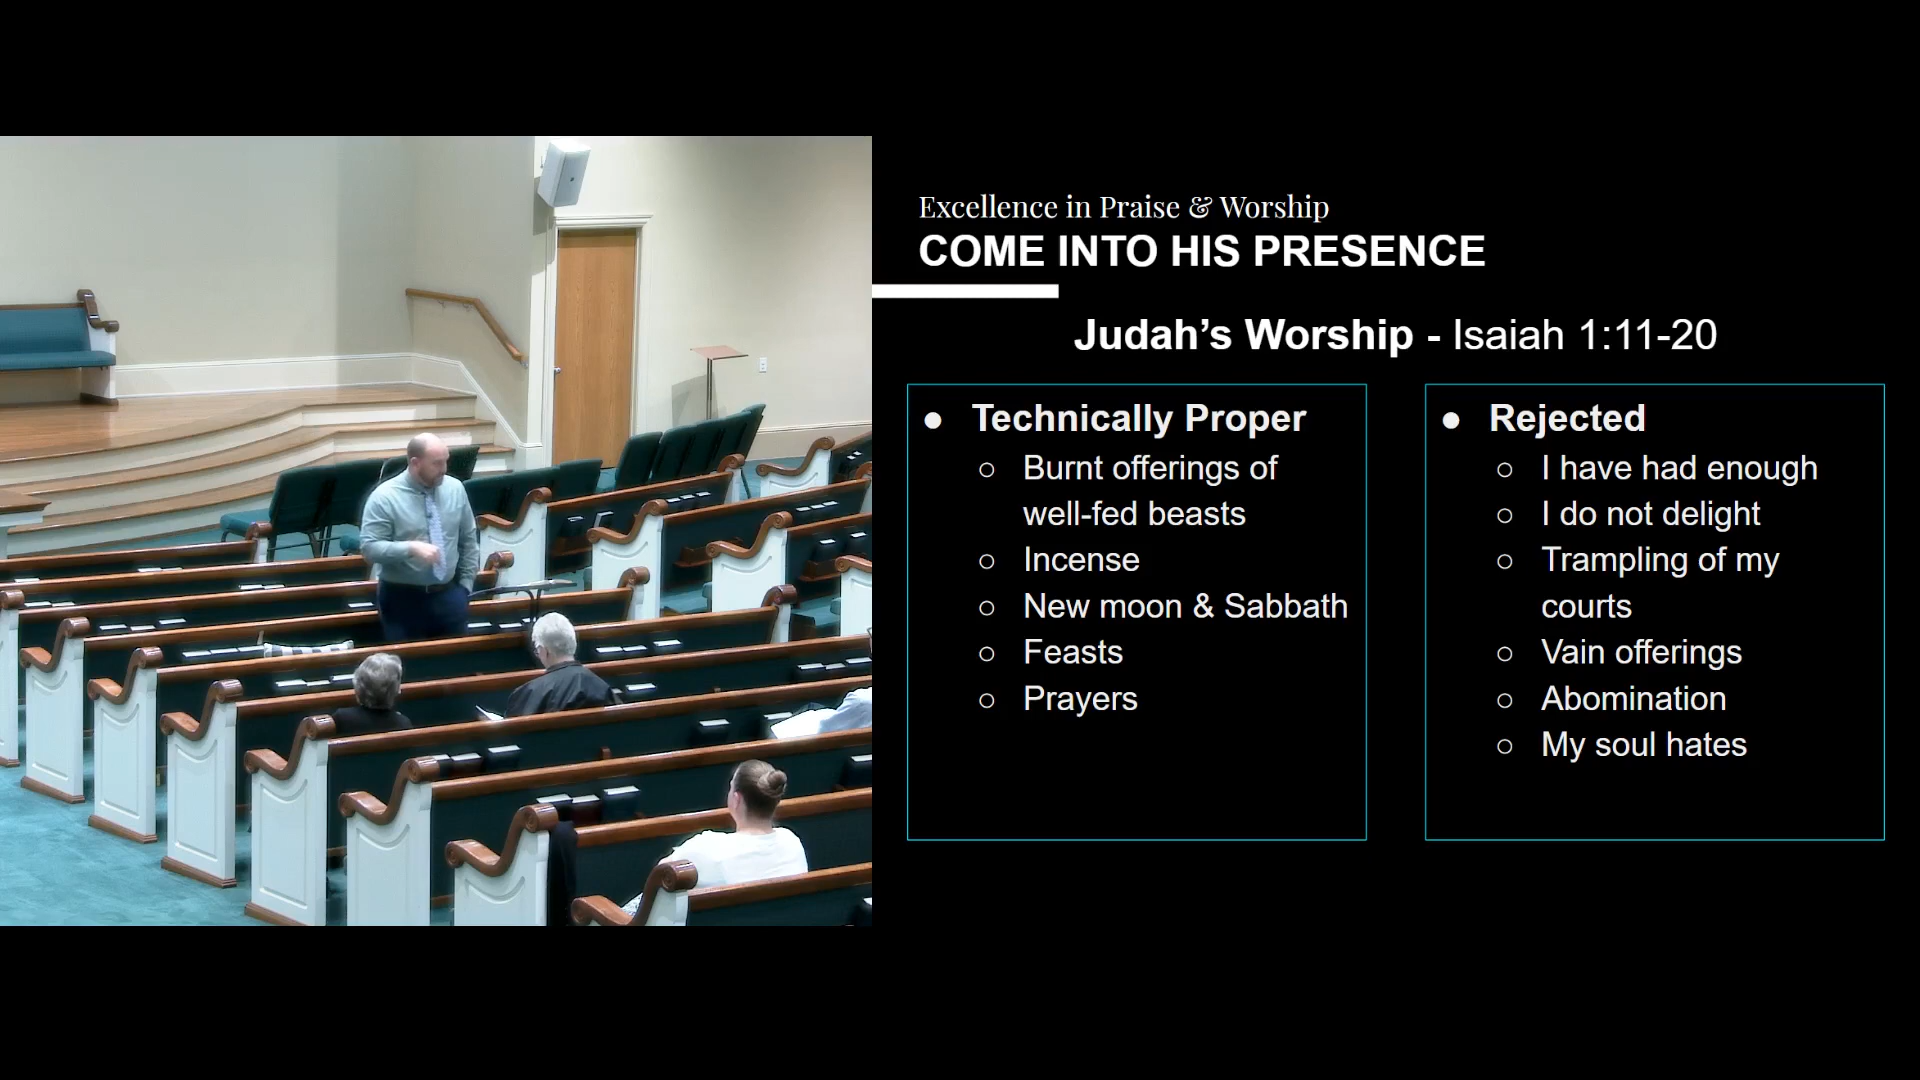 Excellence in Praise & Worship
COME INTO HIS PRESENCE
Judah’s Worship - Isaiah 1:11-20
● Technically Proper
○ Burnt offerings of
well-fed beasts
○ Incense
○ New moon & Sabbath
○ Feasts
○ Prayers
● Rejected
○ I have had enough
○ I do not delight
○ Trampling of my
courts
○ Vain offerings
○ Abomination
○ My soul hates